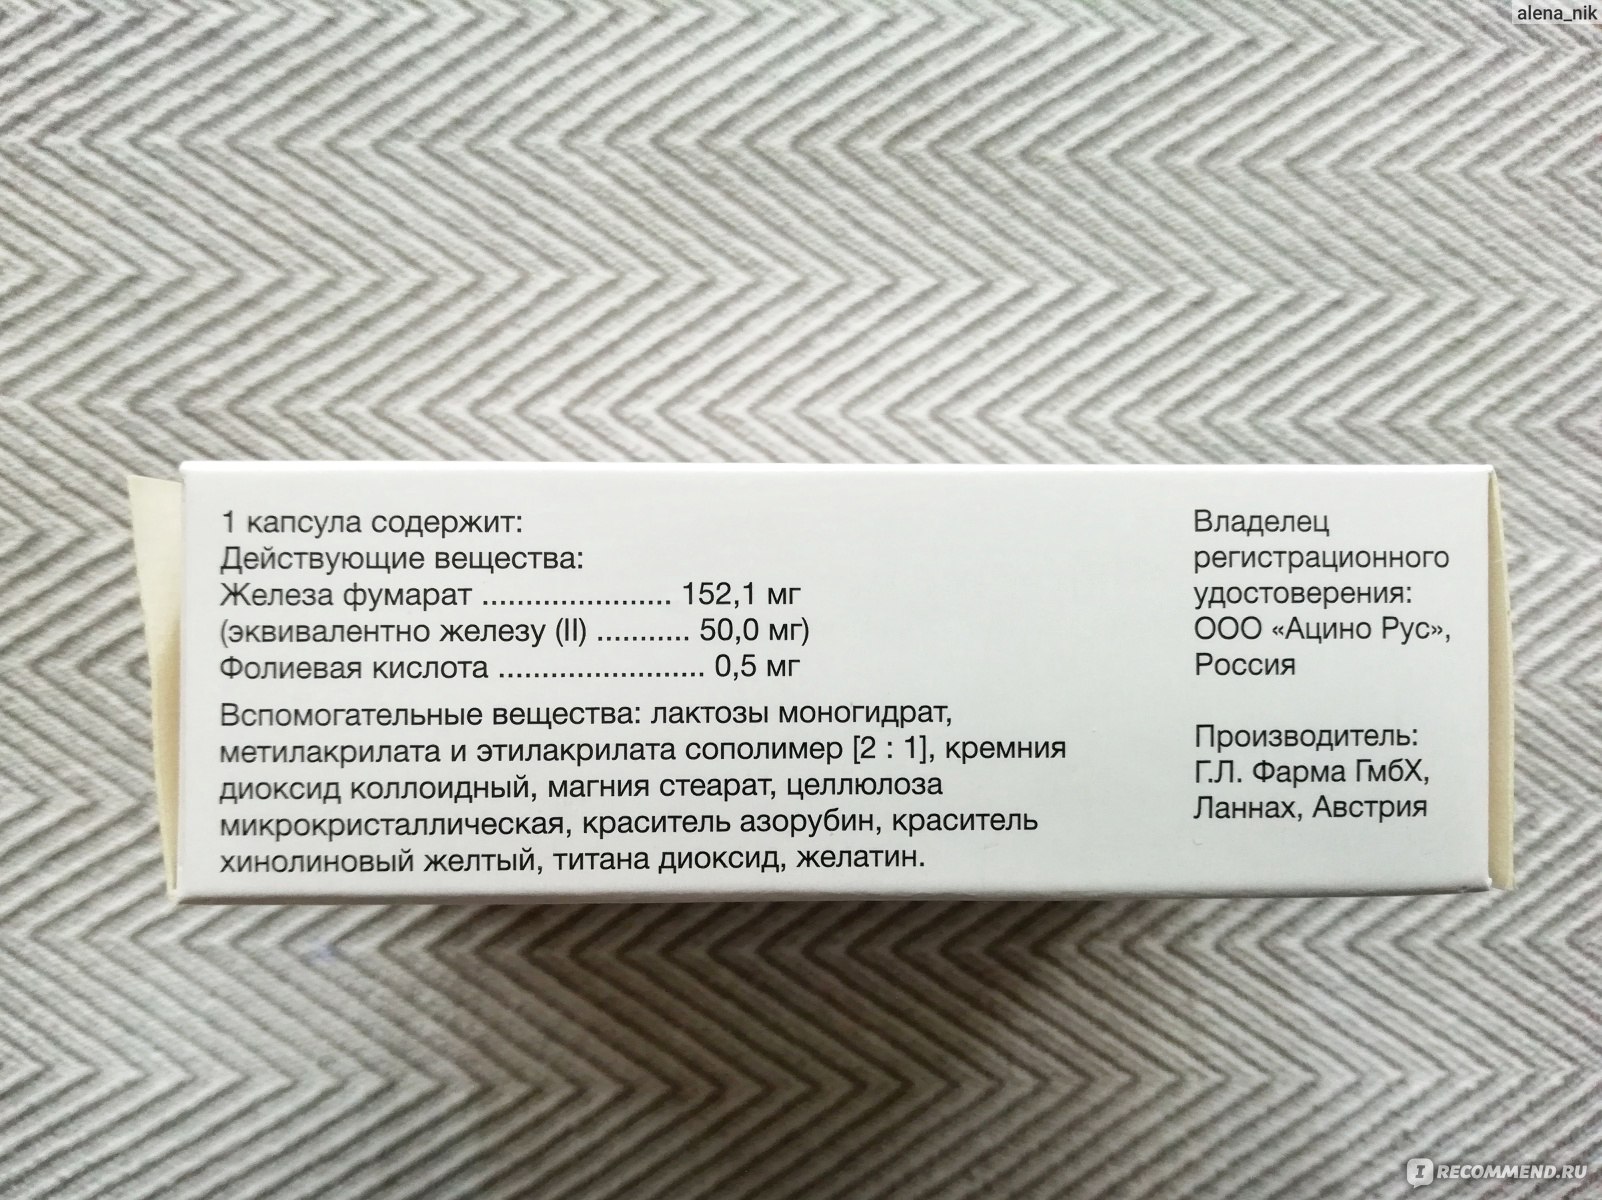 alena_nik
1 капсула содержит:
Действующие вещества:
Железа фумарат ...................... 152,1 мг
(эквивалентно железу (II) ........... 50,0 мг)
Фолиевая кислота ........................ 0,5 мг
Вспомогательные вещества: лактозы моногидрат,
метилакрилата и этилакрилата сополимер [2 : 1], кремния
диоксид коллоидный, магния стеарат, целлюлоза
микрокристаллическая, краситель азорубин, краситель
хинолиновый желтый, титана диоксид, желатин.
Владелец
регистрационного
удостоверения:
ООО «Ацино Рус»,
Россия
Производитель:
Г.Л. Фарма ГмбХ,
Ланнах, Австрия
IRECOMMEND.RU